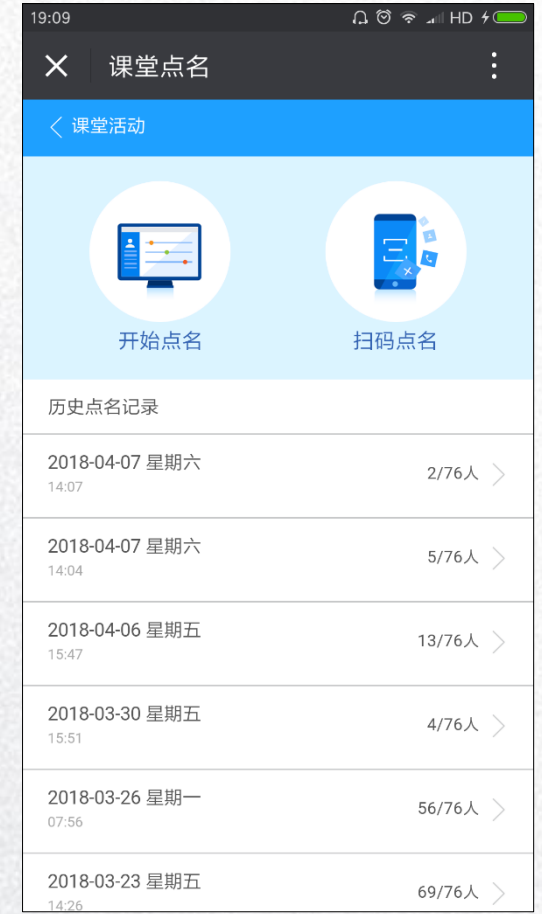 19:09 HD
课堂点名
课堂活动
开始点名 扫码点名
历史点名记录
2018-04-07 星期六
14:07
2/76人
2018-04-07 星期六
14:04
5/76人
2018-04-06 星期五
15:47
13/76人
2018-03-30 星期五
15:51
4/76人
2018-03-26 星期一
07:56
56/76人
2018-03-23 星期五
14:26
69/76人